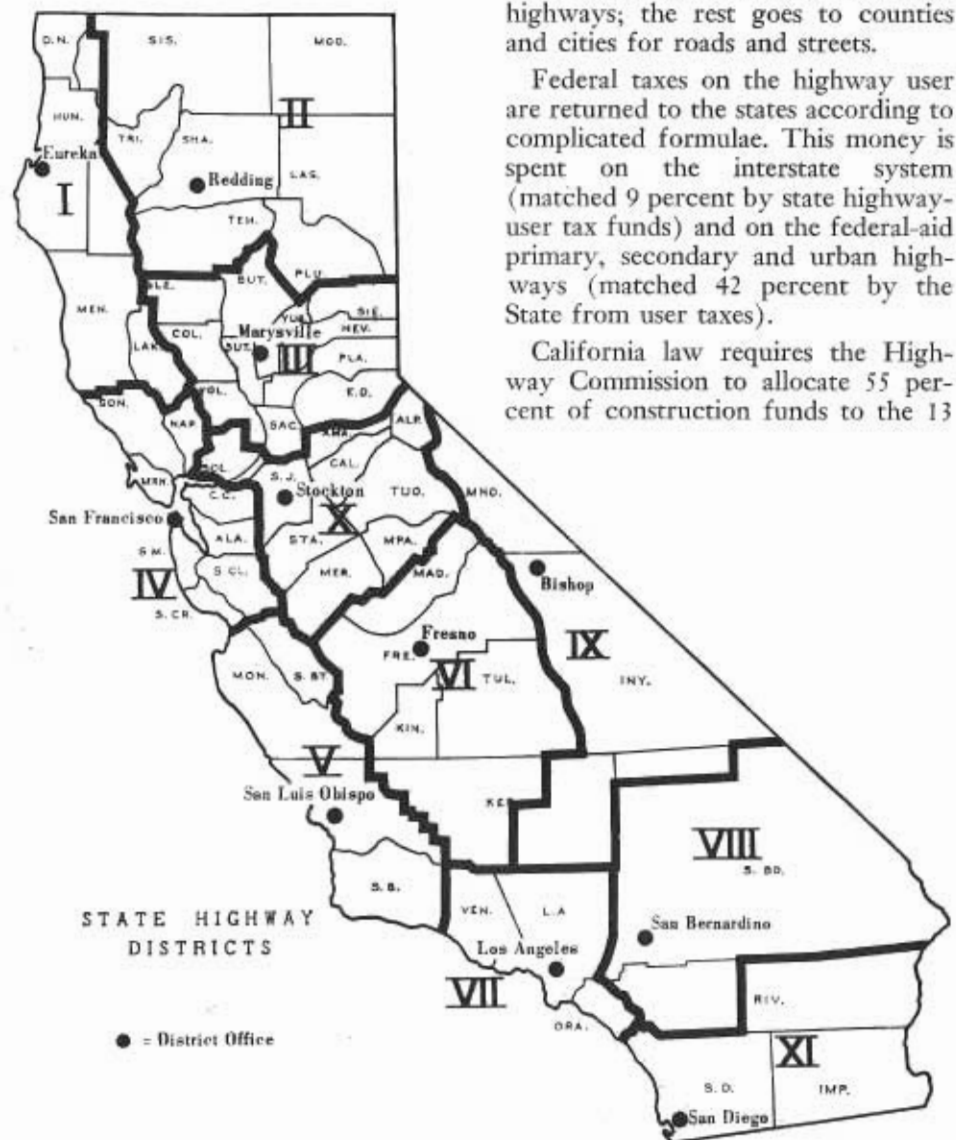 highways; the rest goes to counties
and cities for roads and streets.
Federal taxes on the highway user
are returned to the states according to
complicated formulae. This money is
spent on the interstate system
(matched 9 percent by state highway-
user tax funds) and on the federal-aid
primary, secondary and urban high-
ways (matched 42 percent by the
State from user taxes).
California law requires the High-
way Commission to allocate 55 per-
cent of construction funds to the 13
D.N.
SIS.
MOD.
HUM.
II
TRI.
SHA.
Eureka
LAS.
Redding
I
TEH.
BUT.
PLU.
GLE.
SIE.
MEN.
YUB.
COL.
Marysville
NEV.
LAK.
SUT.
III
PLA.
YOL.
E.D.
SON.
NAP.
SAC.
AMA.
ALP.
SOL.
CAL.
MRN.
S.J.
C.C.
Stockton
TUO.
MNO.
San Francisco
X
ALA.
STA.
MPA.
S.M.
S.CL.
MER.
MAD.
IV
Bishop
S.CR.
Fresno
IX
FRE.
MON.
S.BT.
VI
TUL.
INY.
KIN.
V
San Luis Obispo
KER.
VIII
S.BD.
S.B.
STATE HIGHWAY
DISTRICTS
VEN.
L.A
San Bernardino
Los Angeles
VII
RIV.
ORA.
● = District Office
XI
S.D.
IMP.
San Diego